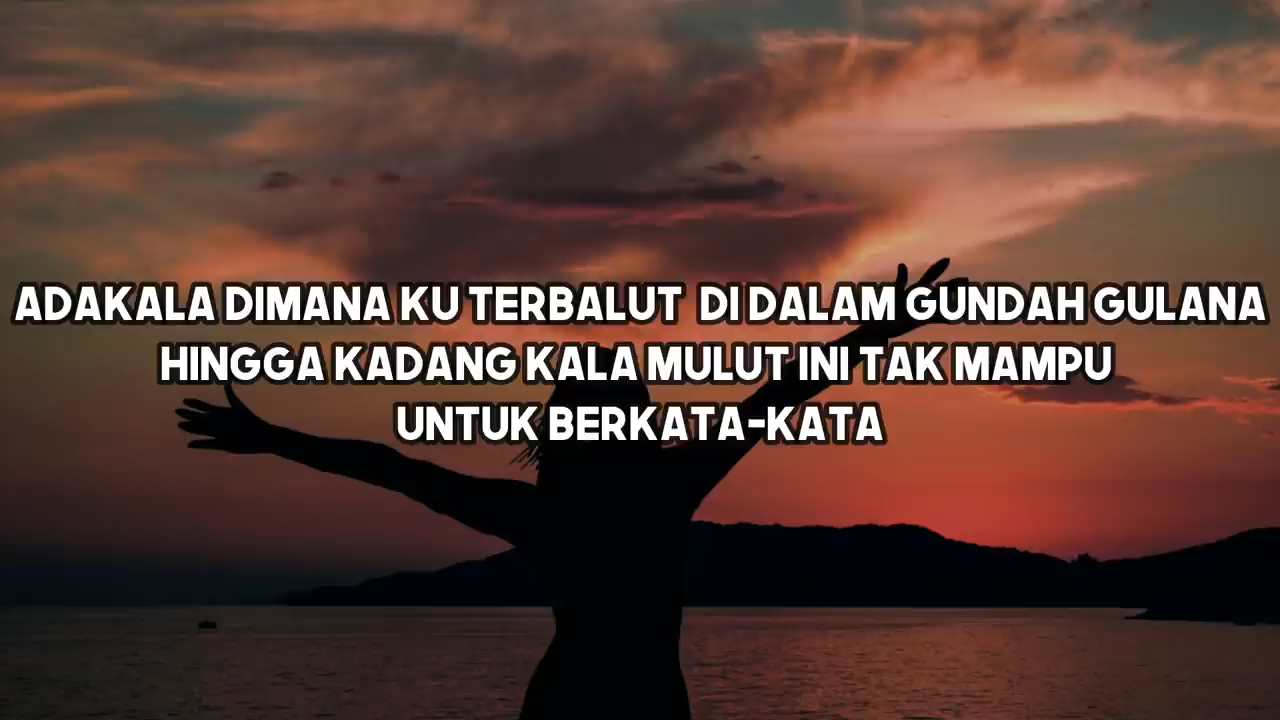 ADAKALA DIMANA KU TERBALUT DI DALAM GUNDAH GULANA
HINGGA KADANG KALA MULUT INI TAK MAMPU
UNTUK BERKATA-KATA